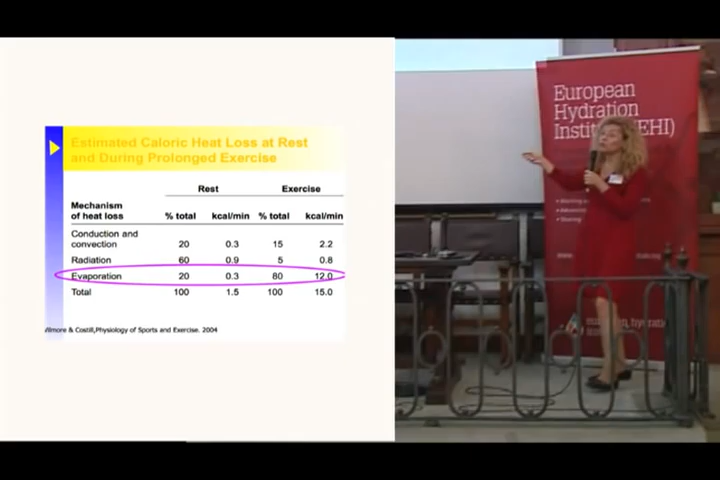 Estimated Caloric Heat Loss at Rest
and During Prolonged Exercise
Rest Exercise
Mechanism
of heat loss % total kcal/min % total kcal/min
Conduction and
convection 20 0.3 15 2.2
Radiation 60 0.9 5 0.8
Evaporation 20 0.3 80 12.0
Total 100 1.5 100 15.0
ilmore & Costill,Physiology of Sports and Exercise. 2004
European
Hydration
Instit EHI)